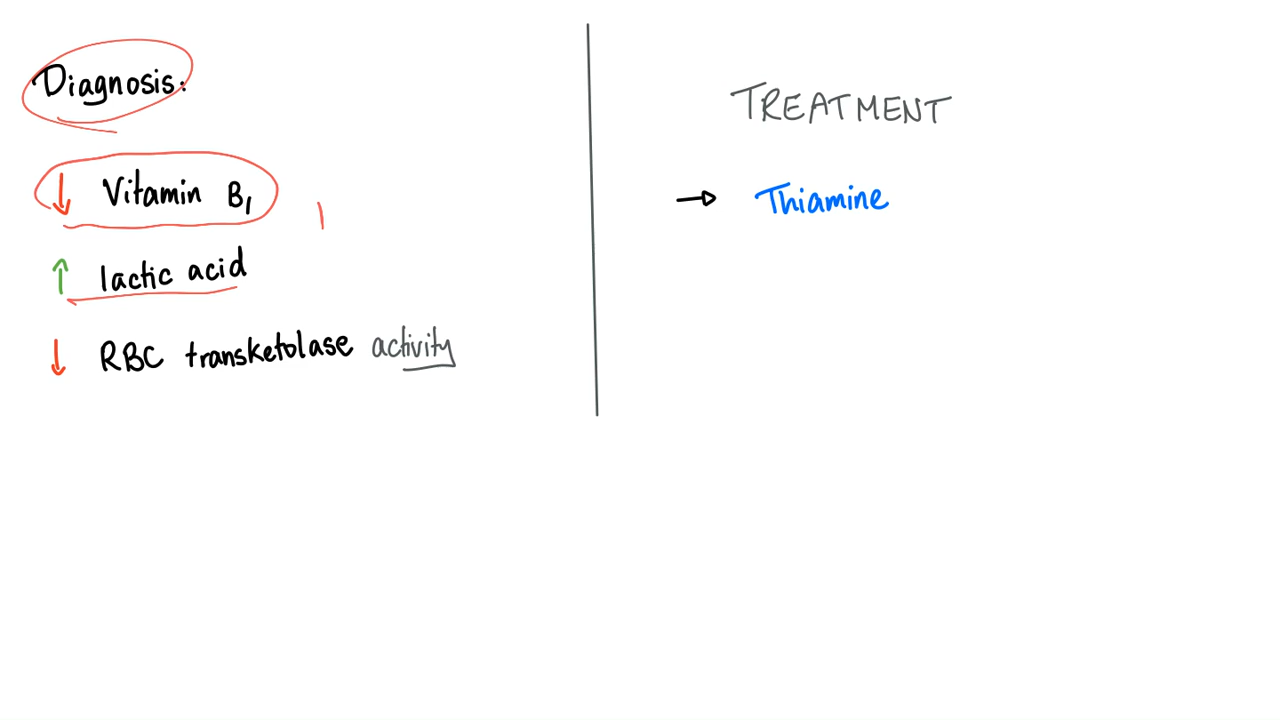 Diagnosis:
↓ Vitamin B₁
↑ lactic acid
↓ RBC transketolase activity
TREATMENT
→ Thiamine